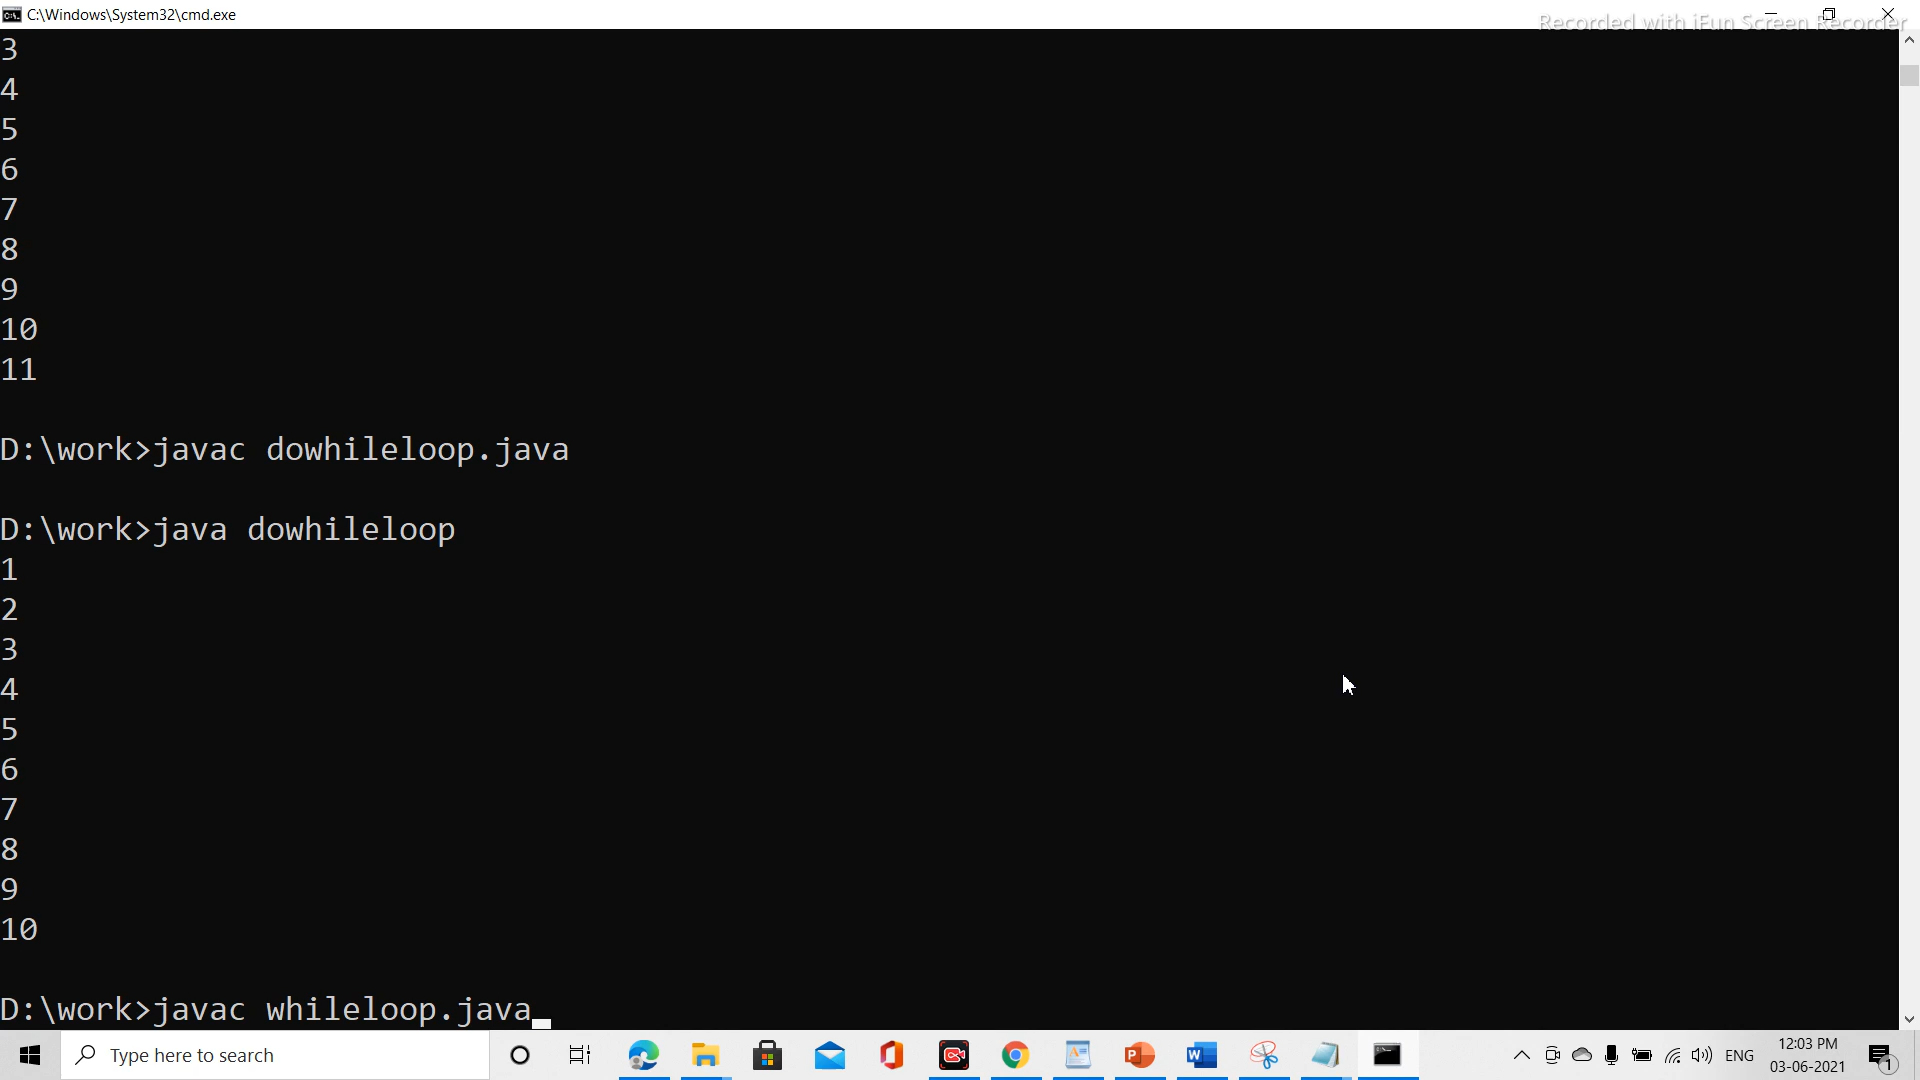 C:\Windows\System32\cmd.exe
Recorded with iFun Screen Recorder
3
4
5
6
7
8
9
10
11
D:\work>javac dowhileloop.java
D:\work>java dowhileloop
1
2
3
4
5
6
7
8
9
10
D:\work>javac whileloop.java_
Type here to search
ENG
12:03 PM
03-06-2021
1